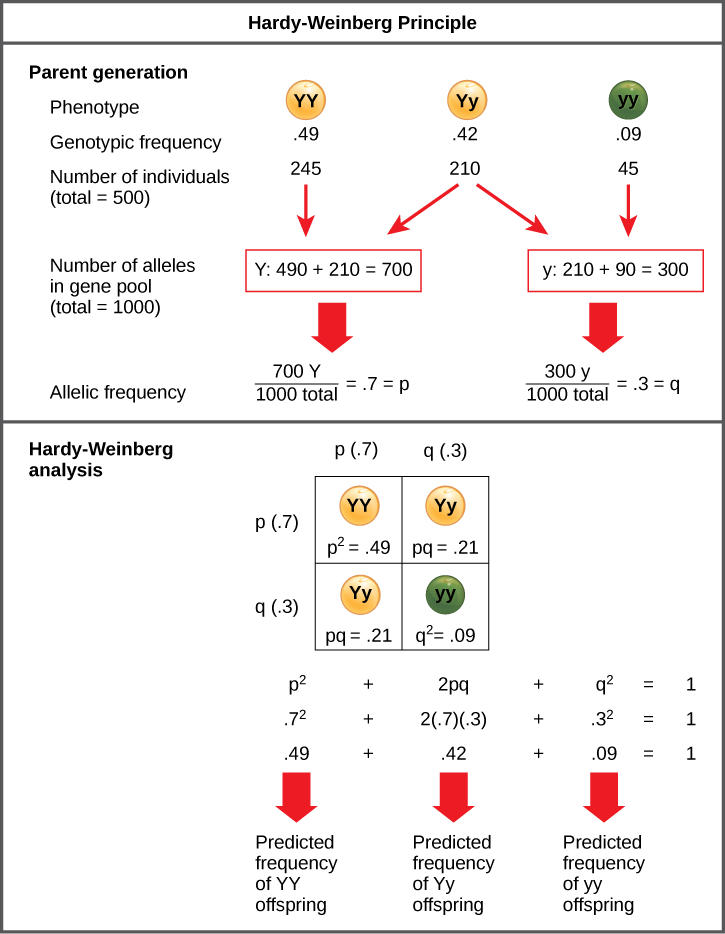 Hardy-Weinberg Principle
Parent generation
Phenotype YY Yy yy
Genotypic frequency .49 .42 .09
Number of individuals 245 210 45
(total = 500)
Number of alleles
in gene pool
(total = 1000)
Y: 490 + 210 = 700 y: 210 + 90 = 300
Allelic frequency
700 Y
1000 total
= .7 = p
300 y
1000 total
= .3 = q
Hardy-Weinberg
analysis
p (.7) q (.3)
p (.7)
YY Yy
p² = .49 pq = .21
q (.3)
Yy yy
pq = .21 q²= .09
p² + 2pq + q² = 1
.7² + 2(.7)(.3) + .3² = 1
.49 + .42 + .09 = 1
Predicted
frequency
of YY
offspring
Predicted
frequency
of Yy
offspring
Predicted
frequency
of yy
offspring